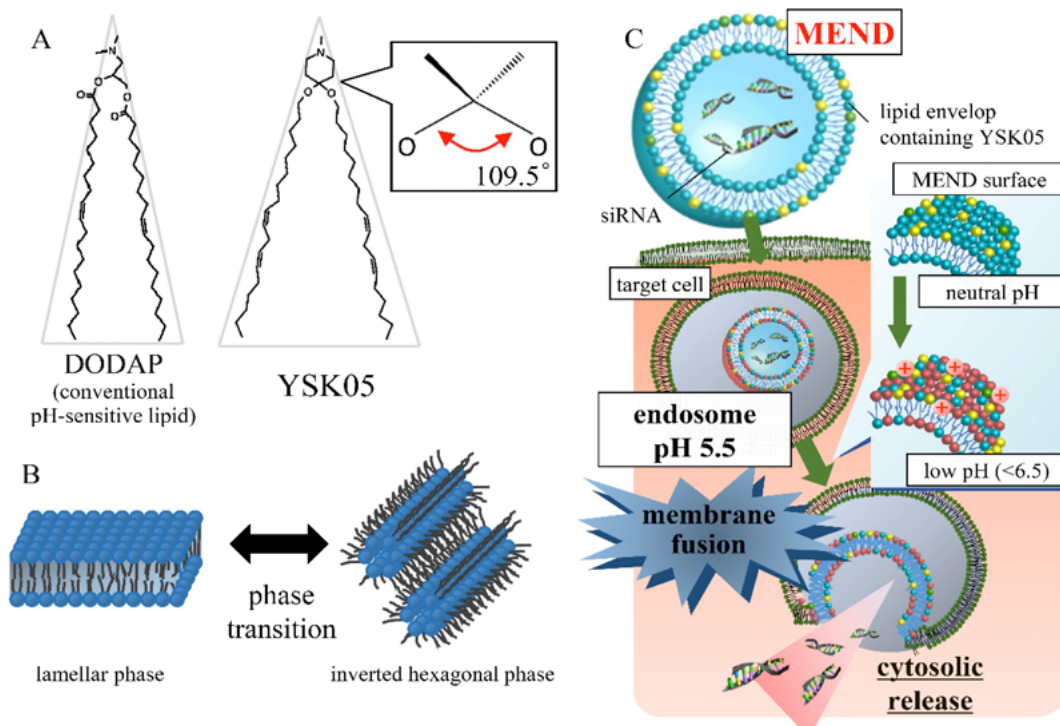 A
N
O
O
O
O
DODAP
(conventional
pH-sensitive lipid)
N
O
O
YSK05
O
O
109.5°
B
lamellar phase
phase
transition
inverted hexagonal phase
C
MEND
lipid envelop
containing YSK05
siRNA
MEND surface
neutral pH
target cell
+
+
+
+
low pH (<6.5)
endosome
pH 5.5
membrane
fusion
cytosolic
release